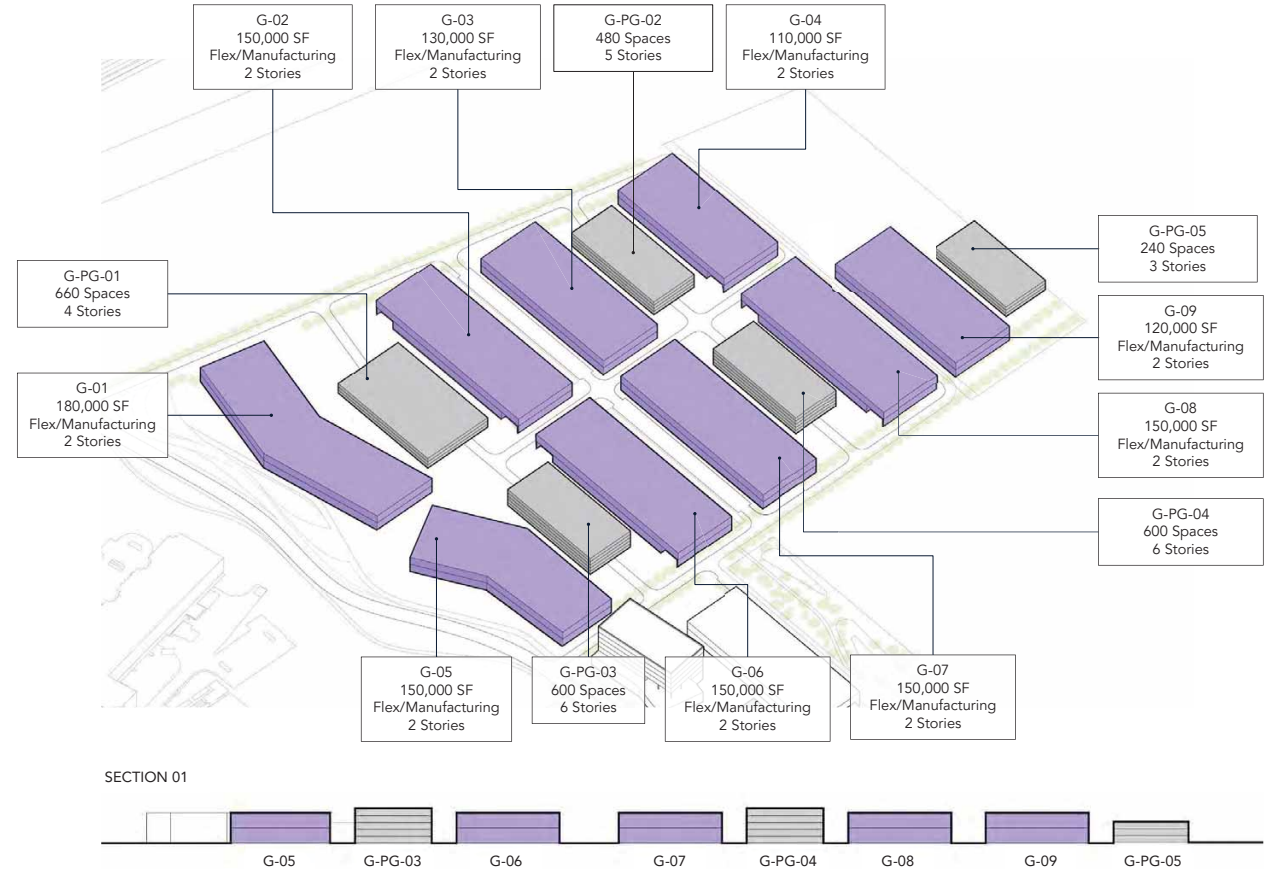 G-02
150,000 SF
Flex/Manufacturing
2 Stories
G-03
130,000 SF
Flex/Manufacturing
2 Stories
G-PG-02
480 Spaces
5 Stories
G-04
110,000 SF
Flex/Manufacturing
2 Stories
G-PG-05
240 Spaces
3 Stories
G-PG-01
660 Spaces
4 Stories
G-09
120,000 SF
Flex/Manufacturing
2 Stories
G-01
180,000 SF
Flex/Manufacturing
2 Stories
G-08
150,000 SF
Flex/Manufacturing
2 Stories
G-PG-04
600 Spaces
6 Stories
G-05
150,000 SF
Flex/Manufacturing
2 Stories
G-PG-03
600 Spaces
6 Stories
G-06
150,000 SF
Flex/Manufacturing
2 Stories
G-07
150,000 SF
Flex/Manufacturing
2 Stories
SECTION 01
G-05 G-PG-03 G-06 G-07 G-PG-04 G-08 G-09 G-PG-05